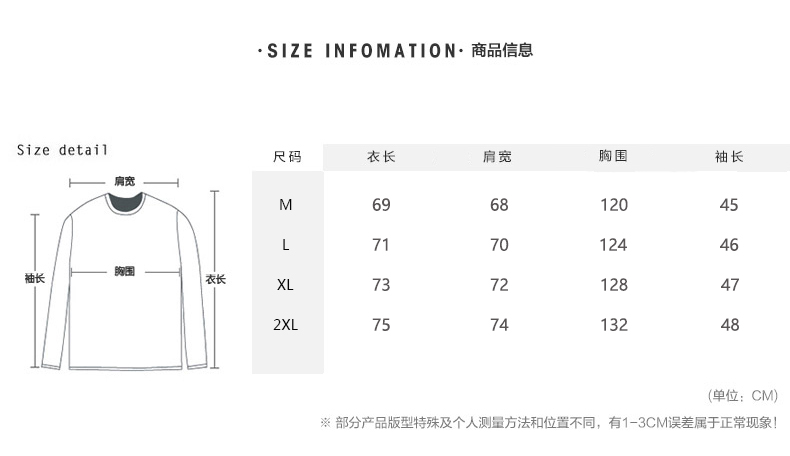 ·SIZE INFOMATION· 商品信息
Size detail
肩宽
胸围
袖长
衣长
尺码 衣长 肩宽 胸围 袖长
M 69 68 120 45
L 71 70 124 46
XL 73 72 128 47
2XL 75 74 132 48
(单位：CM)
※ 部分产品版型特殊及个人测量方法和位置不同，有1-3CM误差属于正常现象！